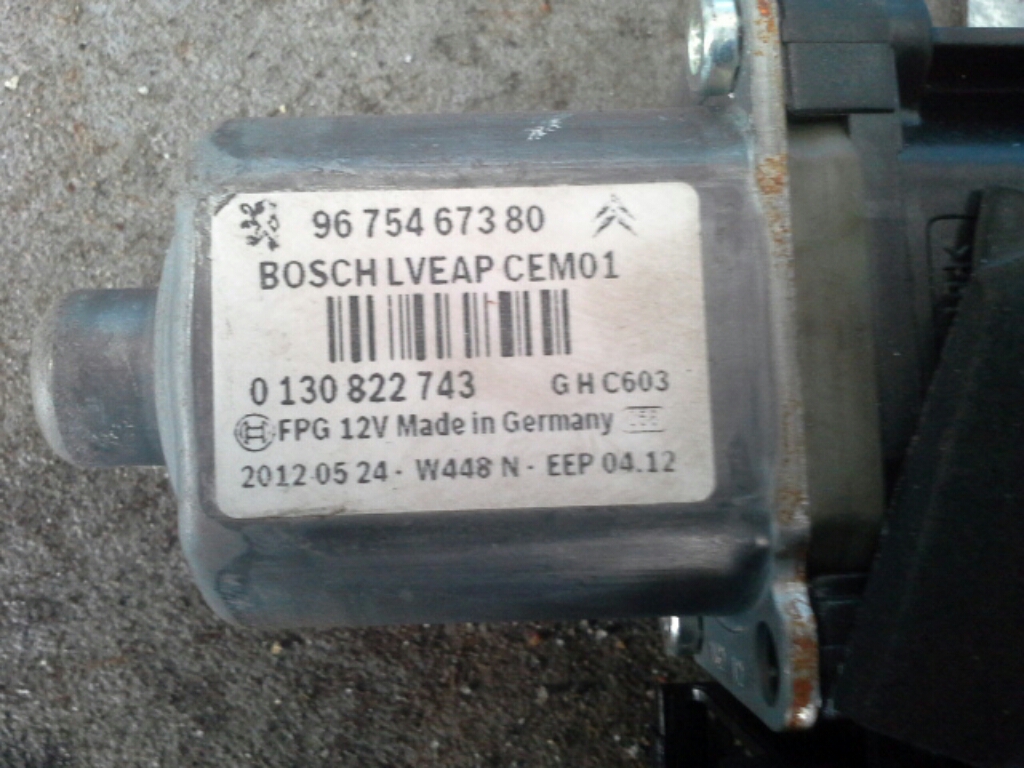 96 754 673 80
BOSCH LVEAP CEM01
0 130 822 743 G H C603
FPG 12V Made in Germany
2012 05 24 - W448 N - EEP 04.12